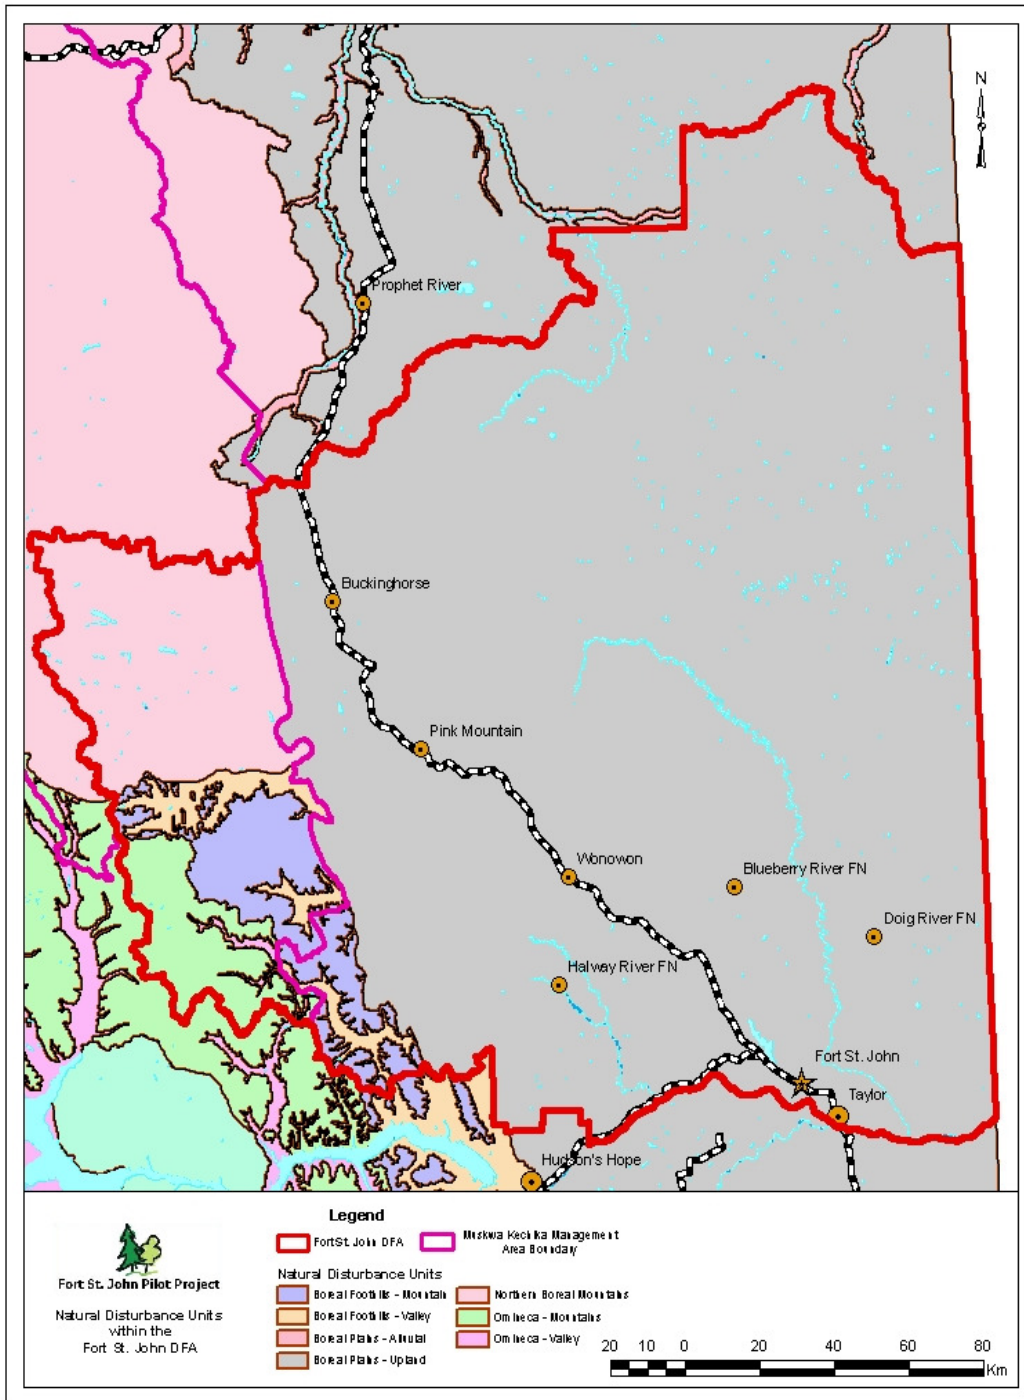 N
Prophet River
Buckinghorse
Pink Mountain
Wonowon
Blueberry River FN
Doig River FN
Halway River FN
Fort St. John
Taylor
Hudson's Hope
Legend
Fort St. John DFA
Muskwa Kechika Management
Area Boundary
Fort St. John Pilot Project
Natural Disturbance Units
within the
Fort St. John DFA
Natural Disturbance Units
Boreal Foothills - Mountain
Boreal Foothills - Valley
Boreal Plains - Alluvial
Boreal Plains - Upland
Northern Boreal Mountains
Omineca - Mountains
Omineca - Valley
20 10 0 20 40 60 80
Km